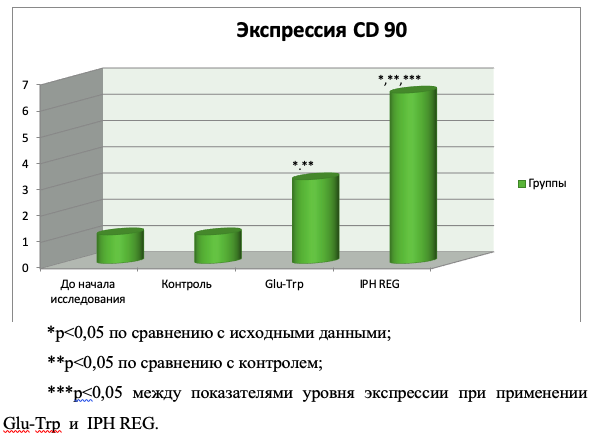 Экспрессия CD 90
*,**,***
*.**
7
6
5
4
3
2
1
0
Группы
До начала
исследования
Контроль
Glu-Trp
IPH REG
*p<0,05 по сравнению с исходными данными;
**p<0,05 по сравнению с контролем;
***p<0,05 между показателями уровня экспрессии при применении
Glu-Trp и IPH REG.